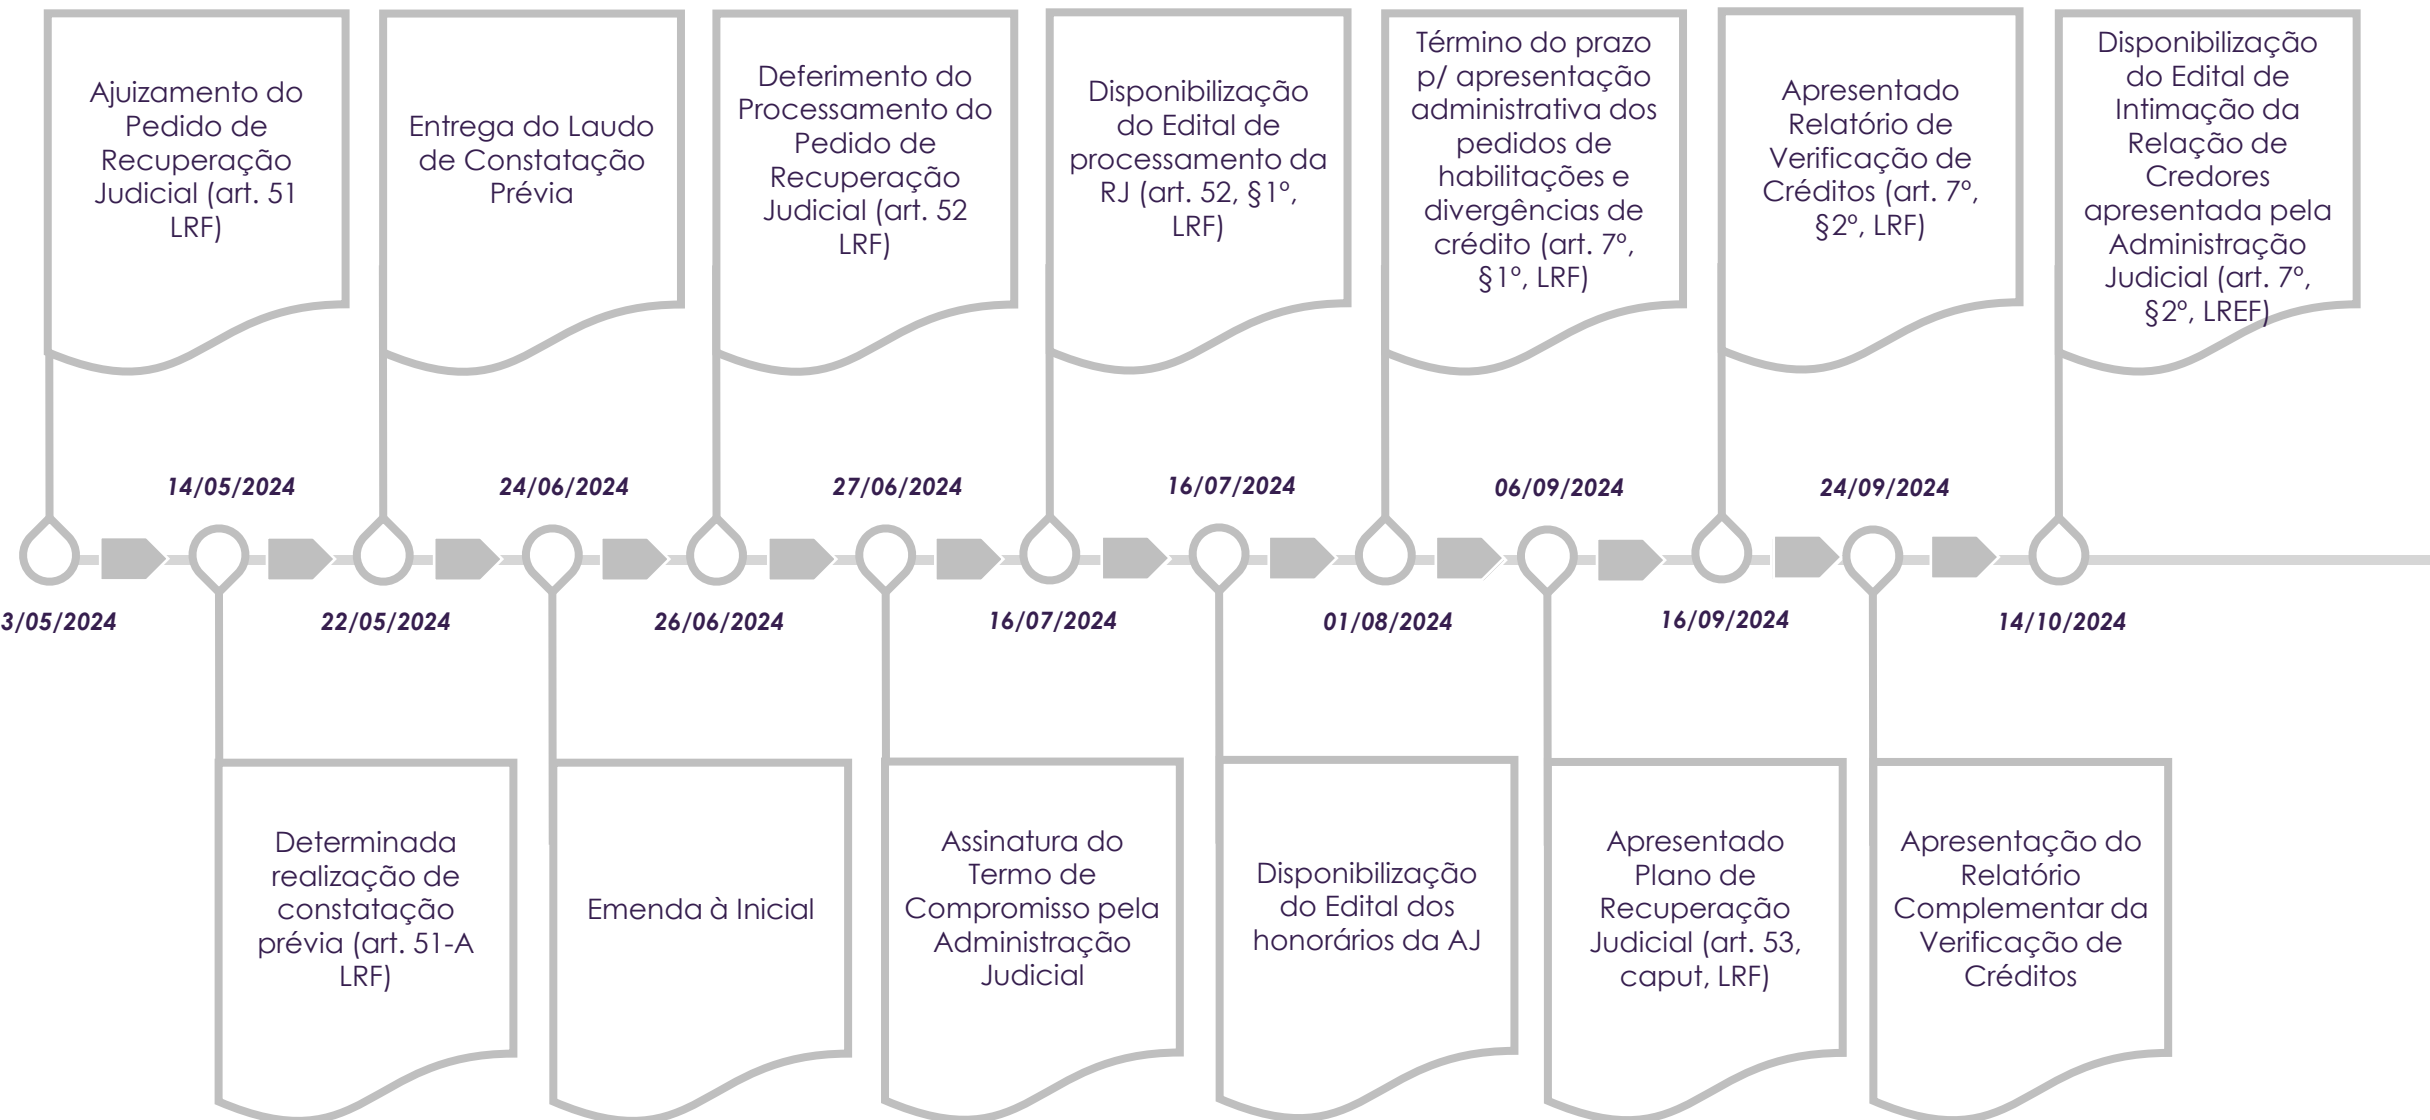 Ajuizamento do
Pedido de
Recuperação
Judicial (art. 51
LRF)
Entrega do Laudo
de Constatação
Prévia
Deferimento do
Processamento do
Pedido de
Recuperação
Judicial (art. 52
LRF)
Disponibilização
do Edital de
processamento da
RJ (art. 52, §1º,
LRF)
Término do prazo
p/ apresentação
administrativa dos
pedidos de
habilitações e
divergências de
crédito (art. 7º,
§1º, LRF)
Apresentado
Relatório de
Verificação de
Créditos (art. 7º,
§2º, LRF)
Disponibilização
do Edital de
Intimação da
Relação de
Credores
apresentada pela
Administração
Judicial (art. 7º,
§2º, LREF)
14/05/2024
24/06/2024
27/06/2024
16/07/2024
06/09/2024
24/09/2024
3/05/2024
22/05/2024
26/06/2024
16/07/2024
01/08/2024
16/09/2024
14/10/2024
Determinada
realização de
constatação
prévia (art. 51-A
LRF)
Emenda à Inicial
Assinatura do
Termo de
Compromisso pela
Administração
Judicial
Disponibilização
do Edital dos
honorários da AJ
Apresentado
Plano de
Recuperação
Judicial (art. 53,
caput, LRF)
Apresentação do
Relatório
Complementar da
Verificação de
Créditos